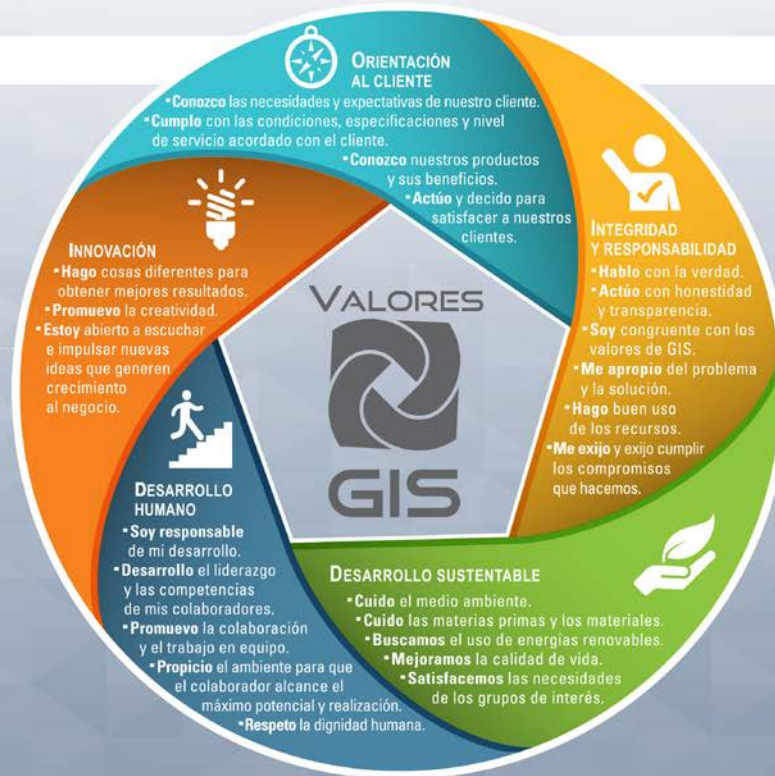 ORIENTACIÓN
AL CLIENTE
▪Conozco las necesidades y expectativas de nuestro cliente.
▪Cumplo con las condiciones, especificaciones y nivel
de servicio acordado con el cliente.
▪Conozco nuestros productos
y sus beneficios.
▪Actúo y decido para
satisfacer a nuestros
clientes.
INTEGRIDAD
Y RESPONSABILIDAD
▪Hablo con la verdad.
▪Actúo con honestidad
y transparencia.
▪Soy congruente con los
valores de GIS.
▪Me apropio del problema
y la solución.
▪Hago buen uso
de los recursos.
▪Me exijo y exijo cumplir
los compromisos
que hacemos.
DESARROLLO SUSTENTABLE
▪Cuido el medio ambiente.
▪Cuido las materias primas y los materiales.
▪Buscamos el uso de energías renovables.
▪Mejoramos la calidad de vida.
▪Satisfacemos las necesidades
de los grupos de interés.
DESARROLLO
HUMANO
▪Soy responsable
de mi desarrollo.
▪Desarrollo el liderazgo
y las competencias
de mis colaboradores.
▪Promuevo la colaboración
y el trabajo en equipo.
▪Propicio el ambiente para que
el colaborador alcance el
máximo potencial y realización.
▪Respeto la dignidad humana.
INNOVACIÓN
▪Hago cosas diferentes para
obtener mejores resultados.
▪Promuevo la creatividad.
▪Estoy abierto a escuchar
e impulsar nuevas
ideas que generen
crecimiento
al negocio.
VALORES
GIS